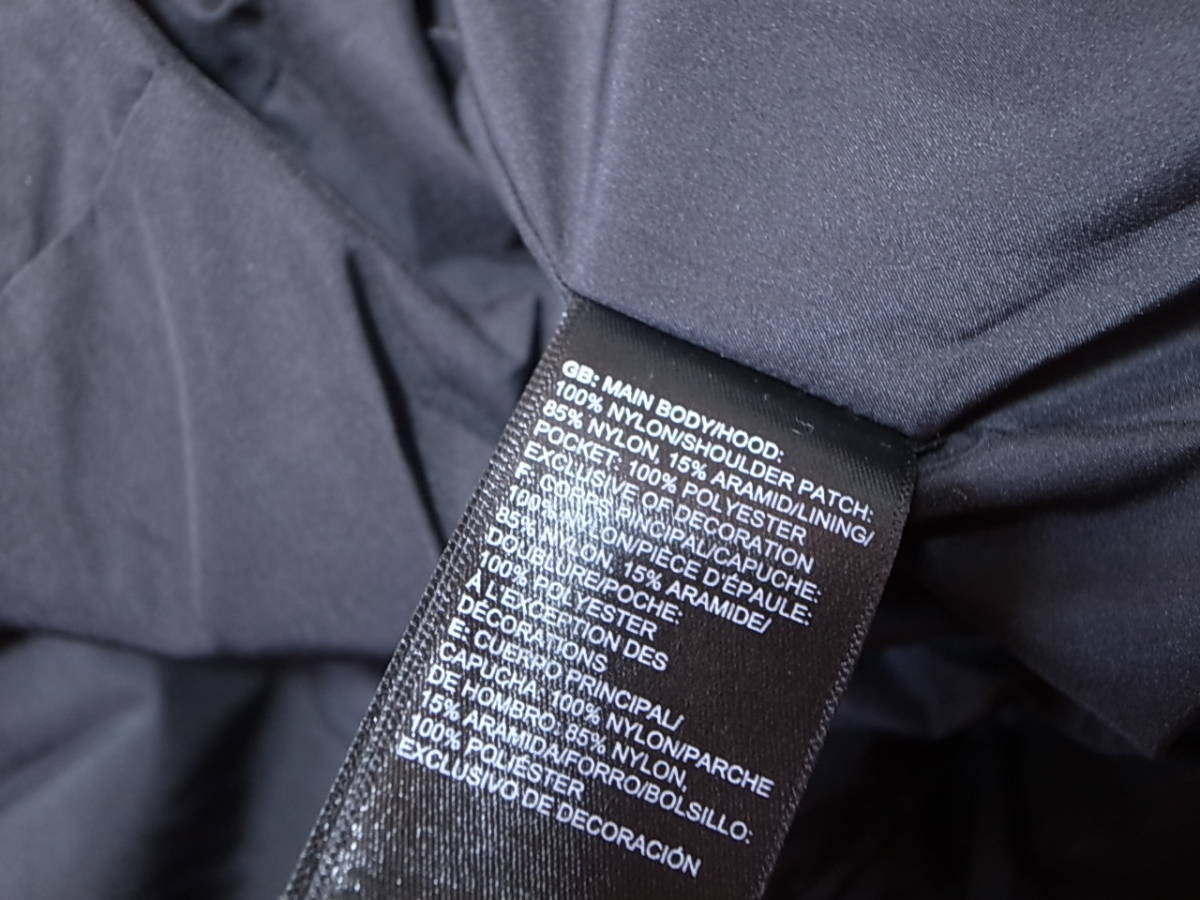 GB: MAIN BODY/HOOD:
100% NYLON/SHOULDER PATCH:
85% NYLON, 15% ARAMID/LINING/
POCKET: 100% POLYESTER
EXCLUSIVE OF DECORATION
F: CORPS PINCIPAL/CAPUCHE:
100% NYLON/PIÈCE D'ÉPAULE:
85% NYLON, 15% ARAMIDE/
DOUBLURE/POCHE:
100% POLYESTER
À L'EXCEPTION DES
DÉCORATIONS
E: CUERPO PRINCIPAL/
CAPUCHA: 100% NYLON/PARCHE
DE HOMBRO: 85% NYLON,
15% ARAMIDA/FORRO/BOLSILLO:
100% POLIÉSTER
EXCLUSIVO DE DECORACIÓN